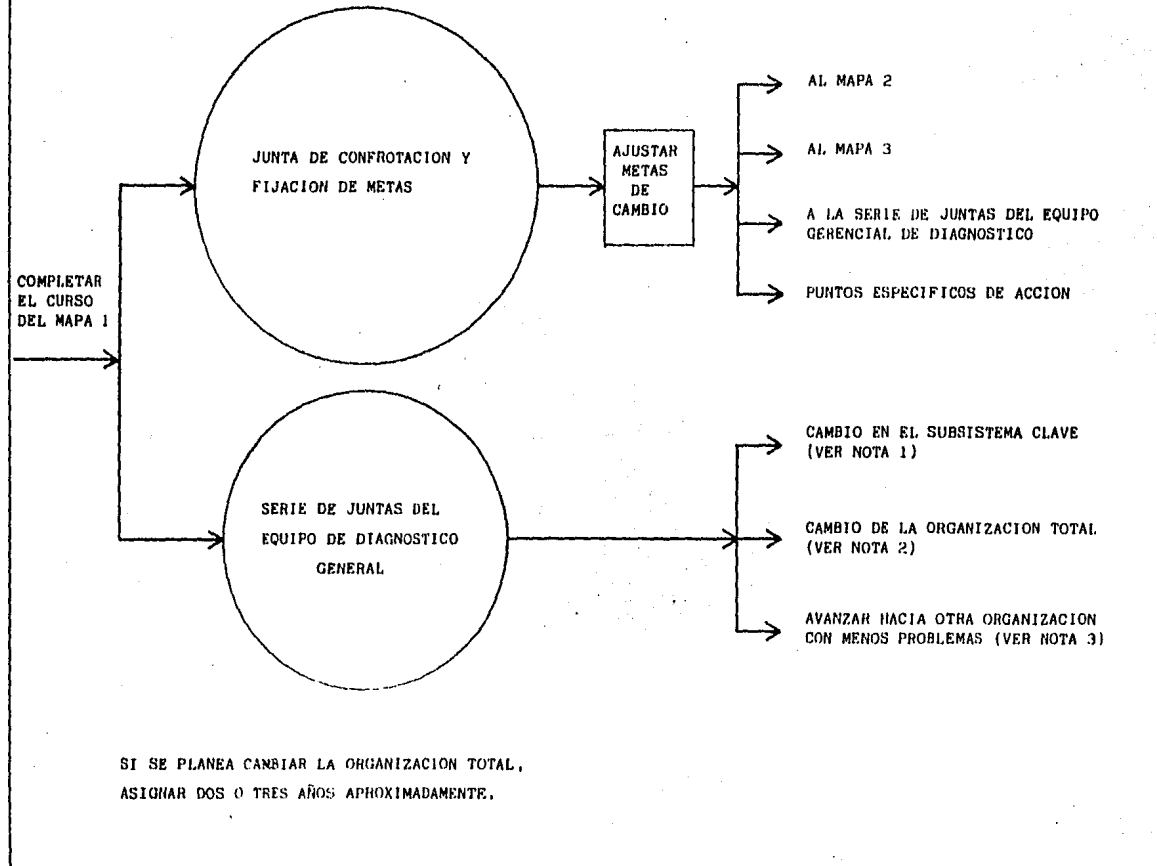 COMPLETAR
EL CURSO
DEL MAPA 1
JUNTA DE CONFROTACION Y
FIJACION DE METAS
AJUSTAR
METAS
DE
CAMBIO
AL MAPA 2
AL MAPA 3
A LA SERIE DE JUNTAS DEL EQUIPO
GERENCIAL DE DIAGNOSTICO
PUNTOS ESPECIFICOS DE ACCION
SERIE DE JUNTAS DEL
EQUIPO DE DIAGNOSTICO
GENERAL
CAMBIO EN EL SUBSISTEMA CLAVE
(VER NOTA 1)
CAMBIO DE LA ORGANIZACION TOTAL
(VER NOTA 2)
AVANZAR HACIA OTRA ORGANIZACION
CON MENOS PROBLEMAS (VER NOTA 3)
SI SE PLANEA CAMBIAR LA ORGANIZACION TOTAL,
ASIGNAR DOS O TRES AÑOS APROXIMADAMENTE.